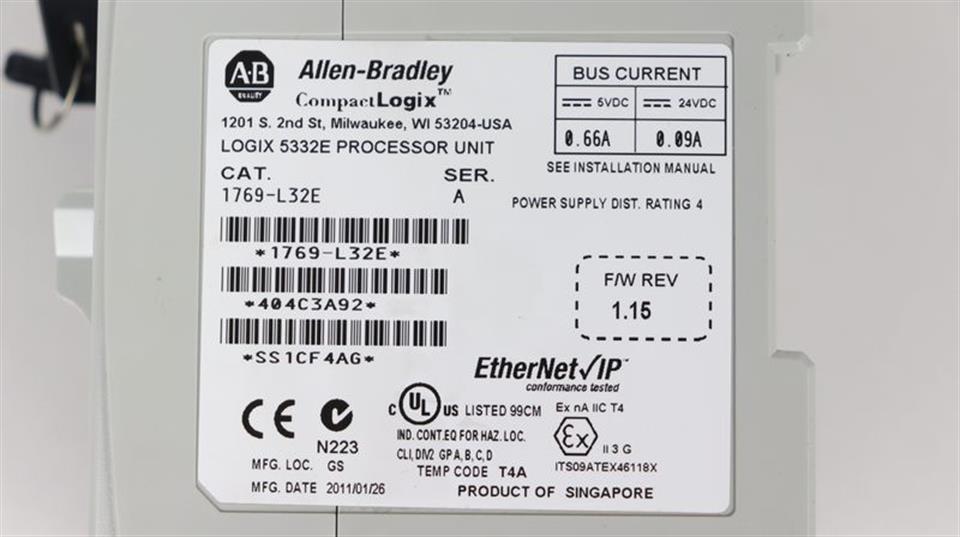 A·B
QUALITY
Allen-Bradley
CompactLogix™
1201 S. 2nd St, Milwaukee, WI 53204-USA
LOGIX 5332E PROCESSOR UNIT
CAT. SER.
1769-L32E A
*1769-L32E*
*404C3A92*
*SS1CF4AG*
BUS CURRENT
5VDC 24VDC
0.66A 0.09A
SEE INSTALLATION MANUAL
POWER SUPPLY DIST. RATING 4
F/W REV
1.15
EtherNet/IP™
conformance tested
CE
N223
MFG. LOC. GS
MFG. DATE 2011/01/26
C UL US LISTED 99CM
IND. CONT.EQ FOR HAZ. LOC.
CLI, DIV2 GP A, B, C, D
TEMP CODE T4A
Ex nA IIC T4
Ex II 3 G
ITS09ATEX46118X
PRODUCT OF SINGAPORE